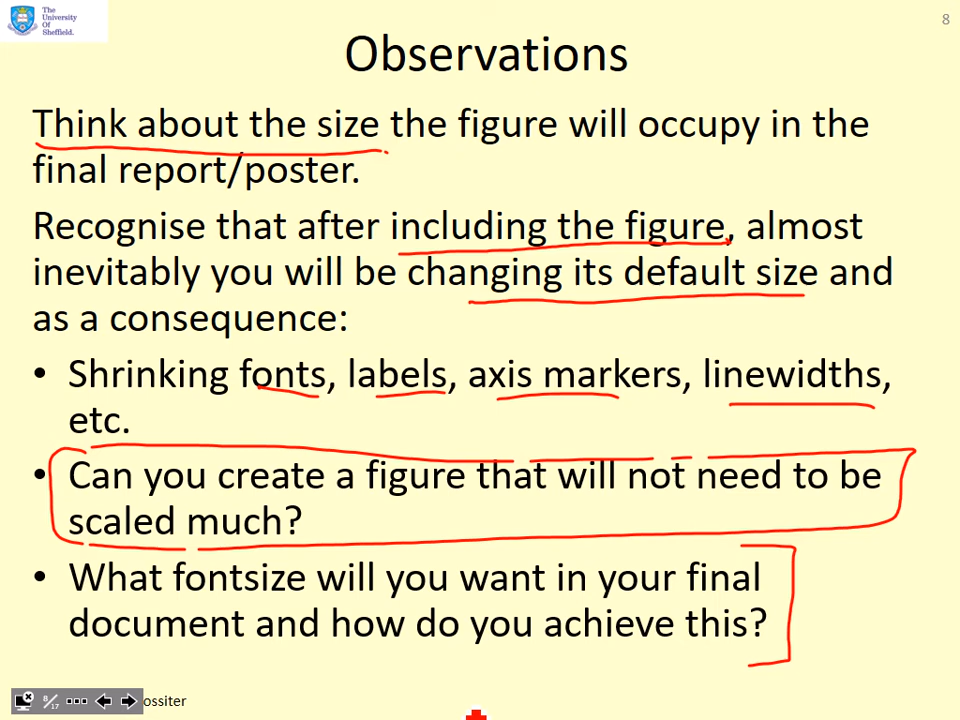 The
University
Of
Sheffield.
8
Observations
Think about the size the figure will occupy in the
final report/poster.
Recognise that after including the figure, almost
inevitably you will be changing its default size and
as a consequence:
• Shrinking fonts, labels, axis markers, linewidths,
etc.
• Can you create a figure that will not need to be
scaled much?
• What fontsize will you want in your final
document and how do you achieve this?
8/17 ossiter